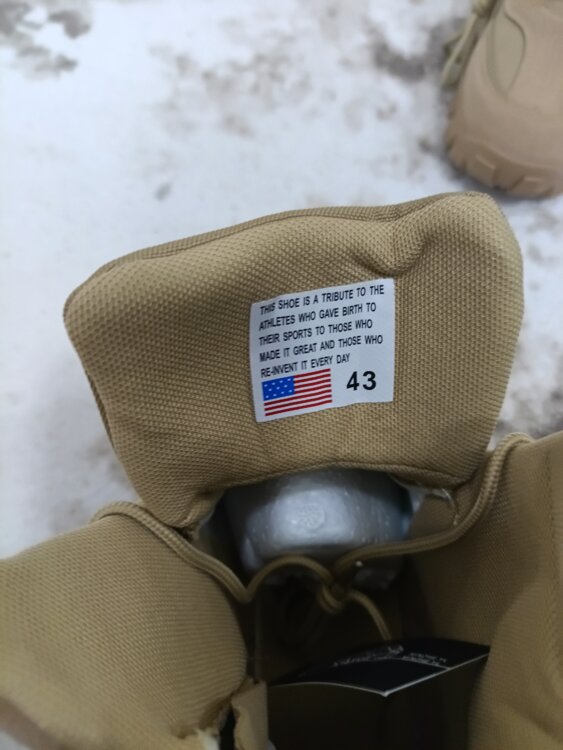 THIS SHOE IS A TRIBUTE TO THE
ATHLETES WHO GAVE BIRTH TO
THEIR SPORTS TO THOSE WHO
MADE IT GREAT AND THOSE WHO
RE-INVENT IT EVERY DAY
43